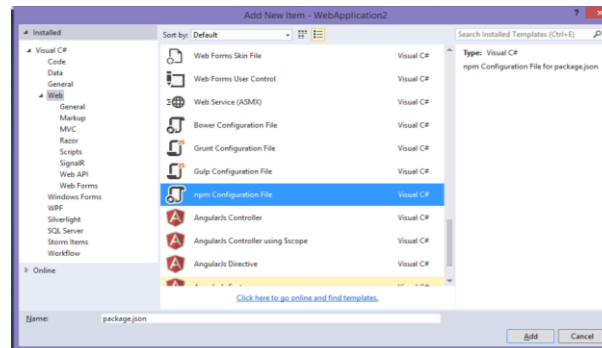 Add New Item - WebApplication2
?
Installed
Sort by: Default
Search Installed Templates (Ctrl+E)
Visual C#
Code
Data
General
Web
General
Markup
MVC
Razor
Scripts
SignalR
Web API
Web Forms
Windows Forms
WPF
Silverlight
SQL Server
Storm Items
Workflow
Online
Web Forms Skin File Visual C#
Web Forms User Control Visual C#
Web Service (ASMX) Visual C#
Bower Configuration File Visual C#
Grunt Configuration File Visual C#
Gulp Configuration File Visual C#
npm Configuration File Visual C#
AngularJs Controller Visual C#
AngularJs Controller using $scope Visual C#
AngularJs Directive Visual C#
Click here to go online and find templates.
Type: Visual C#
npm Configuration File for package.json
Name: package.json
Add Cancel